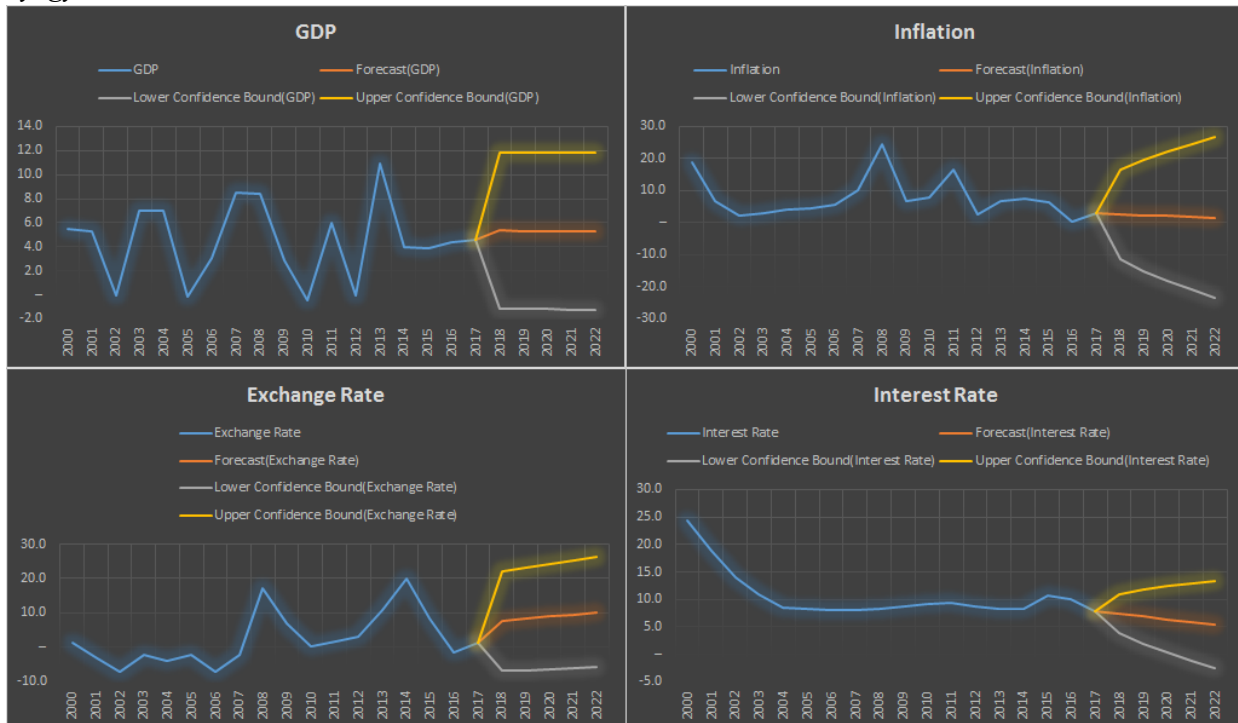 GDP
GDP
Forecast(GDP)
Lower Confidence Bound(GDP)
Upper Confidence Bound(GDP)
14.0
12.0
10.0
8.0
6.0
4.0
2.0
–
-2.0
2000 2001 2002 2003 2004 2005 2006 2007 2008 2009 2010 2011 2012 2013 2014 2015 2016 2017 2018 2019 2020 2021 2022
Inflation
Inflation
Forecast(Inflation)
Lower Confidence Bound(Inflation)
Upper Confidence Bound(Inflation)
30.0
20.0
10.0
–
-10.0
-20.0
-30.0
2000 2001 2002 2003 2004 2005 2006 2007 2008 2009 2010 2011 2012 2013 2014 2015 2016 2017 2018 2019 2020 2021 2022
Exchange Rate
Exchange Rate
Forecast(Exchange Rate)
Lower Confidence Bound(Exchange Rate)
Upper Confidence Bound(Exchange Rate)
30.0
20.0
10.0
–
-10.0
2000 2001 2002 2003 2004 2005 2006 2007 2008 2009 2010 2011 2012 2013 2014 2015 2016 2017 2018 2019 2020 2021 2022
Interest Rate
Interest Rate
Forecast(Interest Rate)
Lower Confidence Bound(Interest Rate)
Upper Confidence Bound(Interest Rate)
30.0
25.0
20.0
15.0
10.0
5.0
–
-5.0
2000 2001 2002 2003 2004 2005 2006 2007 2008 2009 2010 2011 2012 2013 2014 2015 2016 2017 2018 2019 2020 2021 2022